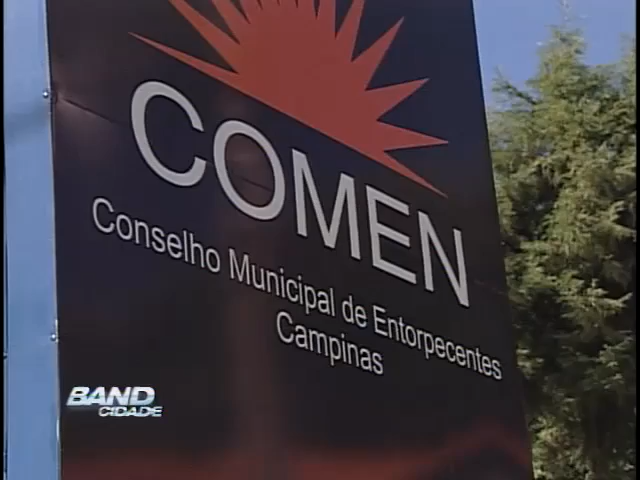 COMEN
Conselho Municipal de Entorpecentes
Campinas
BAND
CIDADE